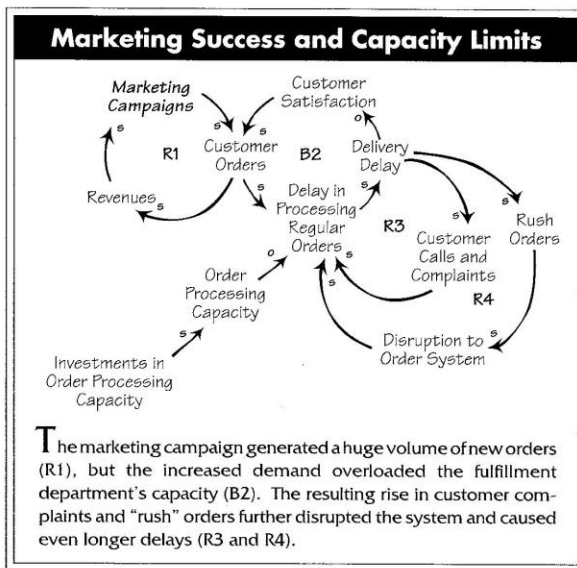 Marketing Success and Capacity Limits
Marketing
Campaigns
Customer
Satisfaction
s
s
s
o
R1
Customer
Orders
B2
Delivery
Delay
Revenues
s
s
s
Delay in
Processing
Regular
Orders
R3
s
s
Customer
Calls and
Complaints
Rush
Orders
R4
o
s
s
Order
Processing
Capacity
s
s
Disruption to
Order System
Investments in
Order Processing
Capacity
The marketing campaign generated a huge volume of new orders
(R1), but the increased demand overloaded the fulfillment
department's capacity (B2). The resulting rise in customer com-
plaints and "rush" orders further disrupted the system and caused
even longer delays (R3 and R4).